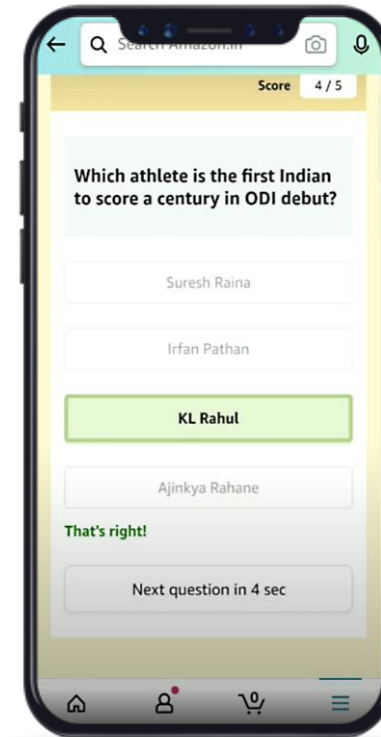 Score 4 / 5
Which athlete is the first Indian
to score a century in ODI debut?
Suresh Raina
Irfan Pathan
KL Rahul
Ajinkya Rahane
That's right!
Next question in 4 sec
0